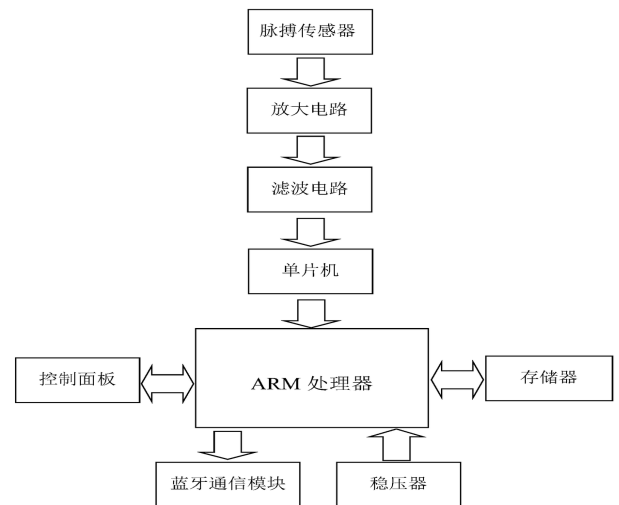 脉搏传感器
放大电路
滤波电路
单片机
控制面板
ARM 处理器
存储器
蓝牙通信模块
稳压器